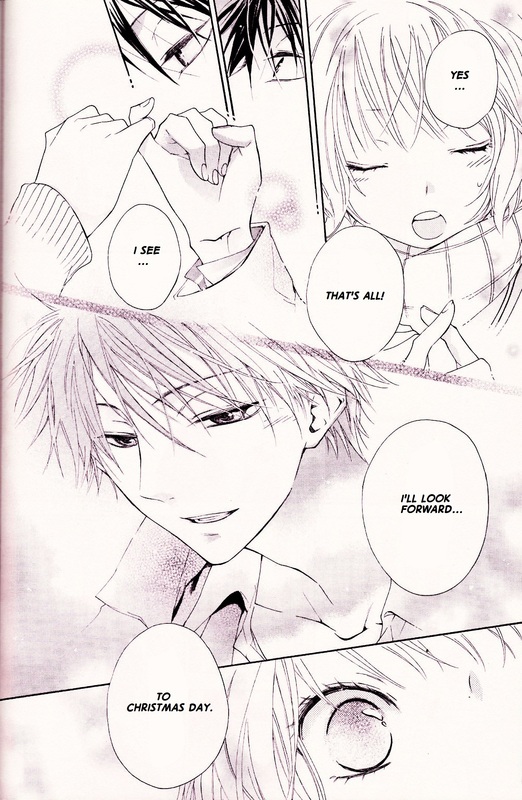 YES
...
THAT'S ALL!
I SEE
...
I'LL LOOK
FORWARD...
TO
CHRISTMAS DAY.